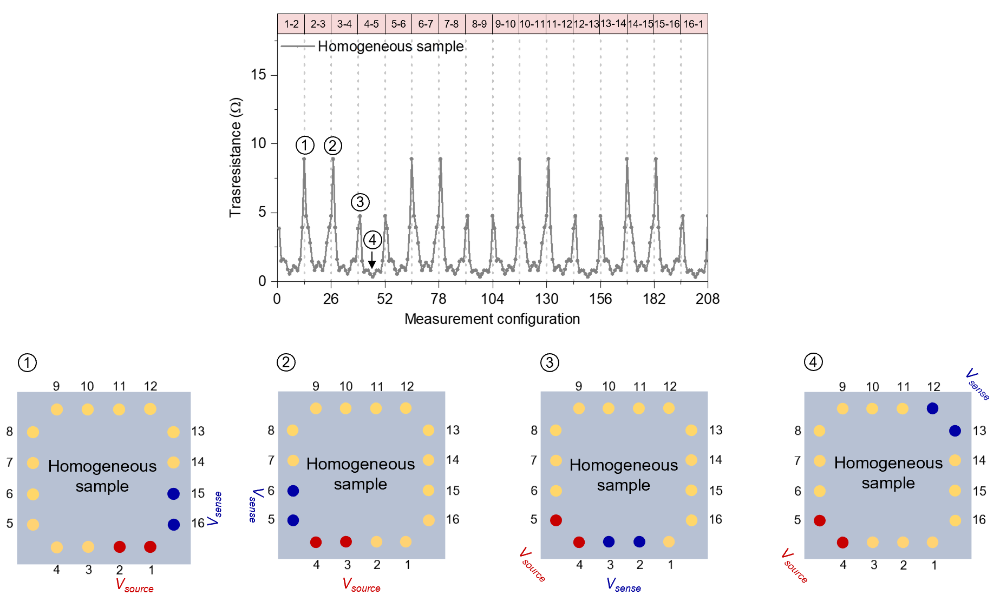 1-2 2-3 3-4 4-5 5-6 6-7 7-8 8-9 9-10 10-11 11-12 12-13 13-14 14-15 15-16 16-1
Homogeneous sample
15
10
5
0
Trasresistance (Ω)
1 2
3
4
0 26 52 78 104 130 156 182 208
Measurement configuration
1
9 10 11 12
8 13
7 14
6 15
5 16
4 3 2 1
Homogeneous
sample
Vsense
Vsource
2
9 10 11 12
8 13
7 14
6 15
5 16
4 3 2 1
Homogeneous
sample
Vsense
Vsource
3
9 10 11 12
8 13
7 14
6 15
5 16
4 3 2 1
Homogeneous
sample
Vsource
Vsense
4
9 10 11 12
8 13
7 14
6 15
5 16
4 3 2 1
Homogeneous
sample
Vsense
Vsource